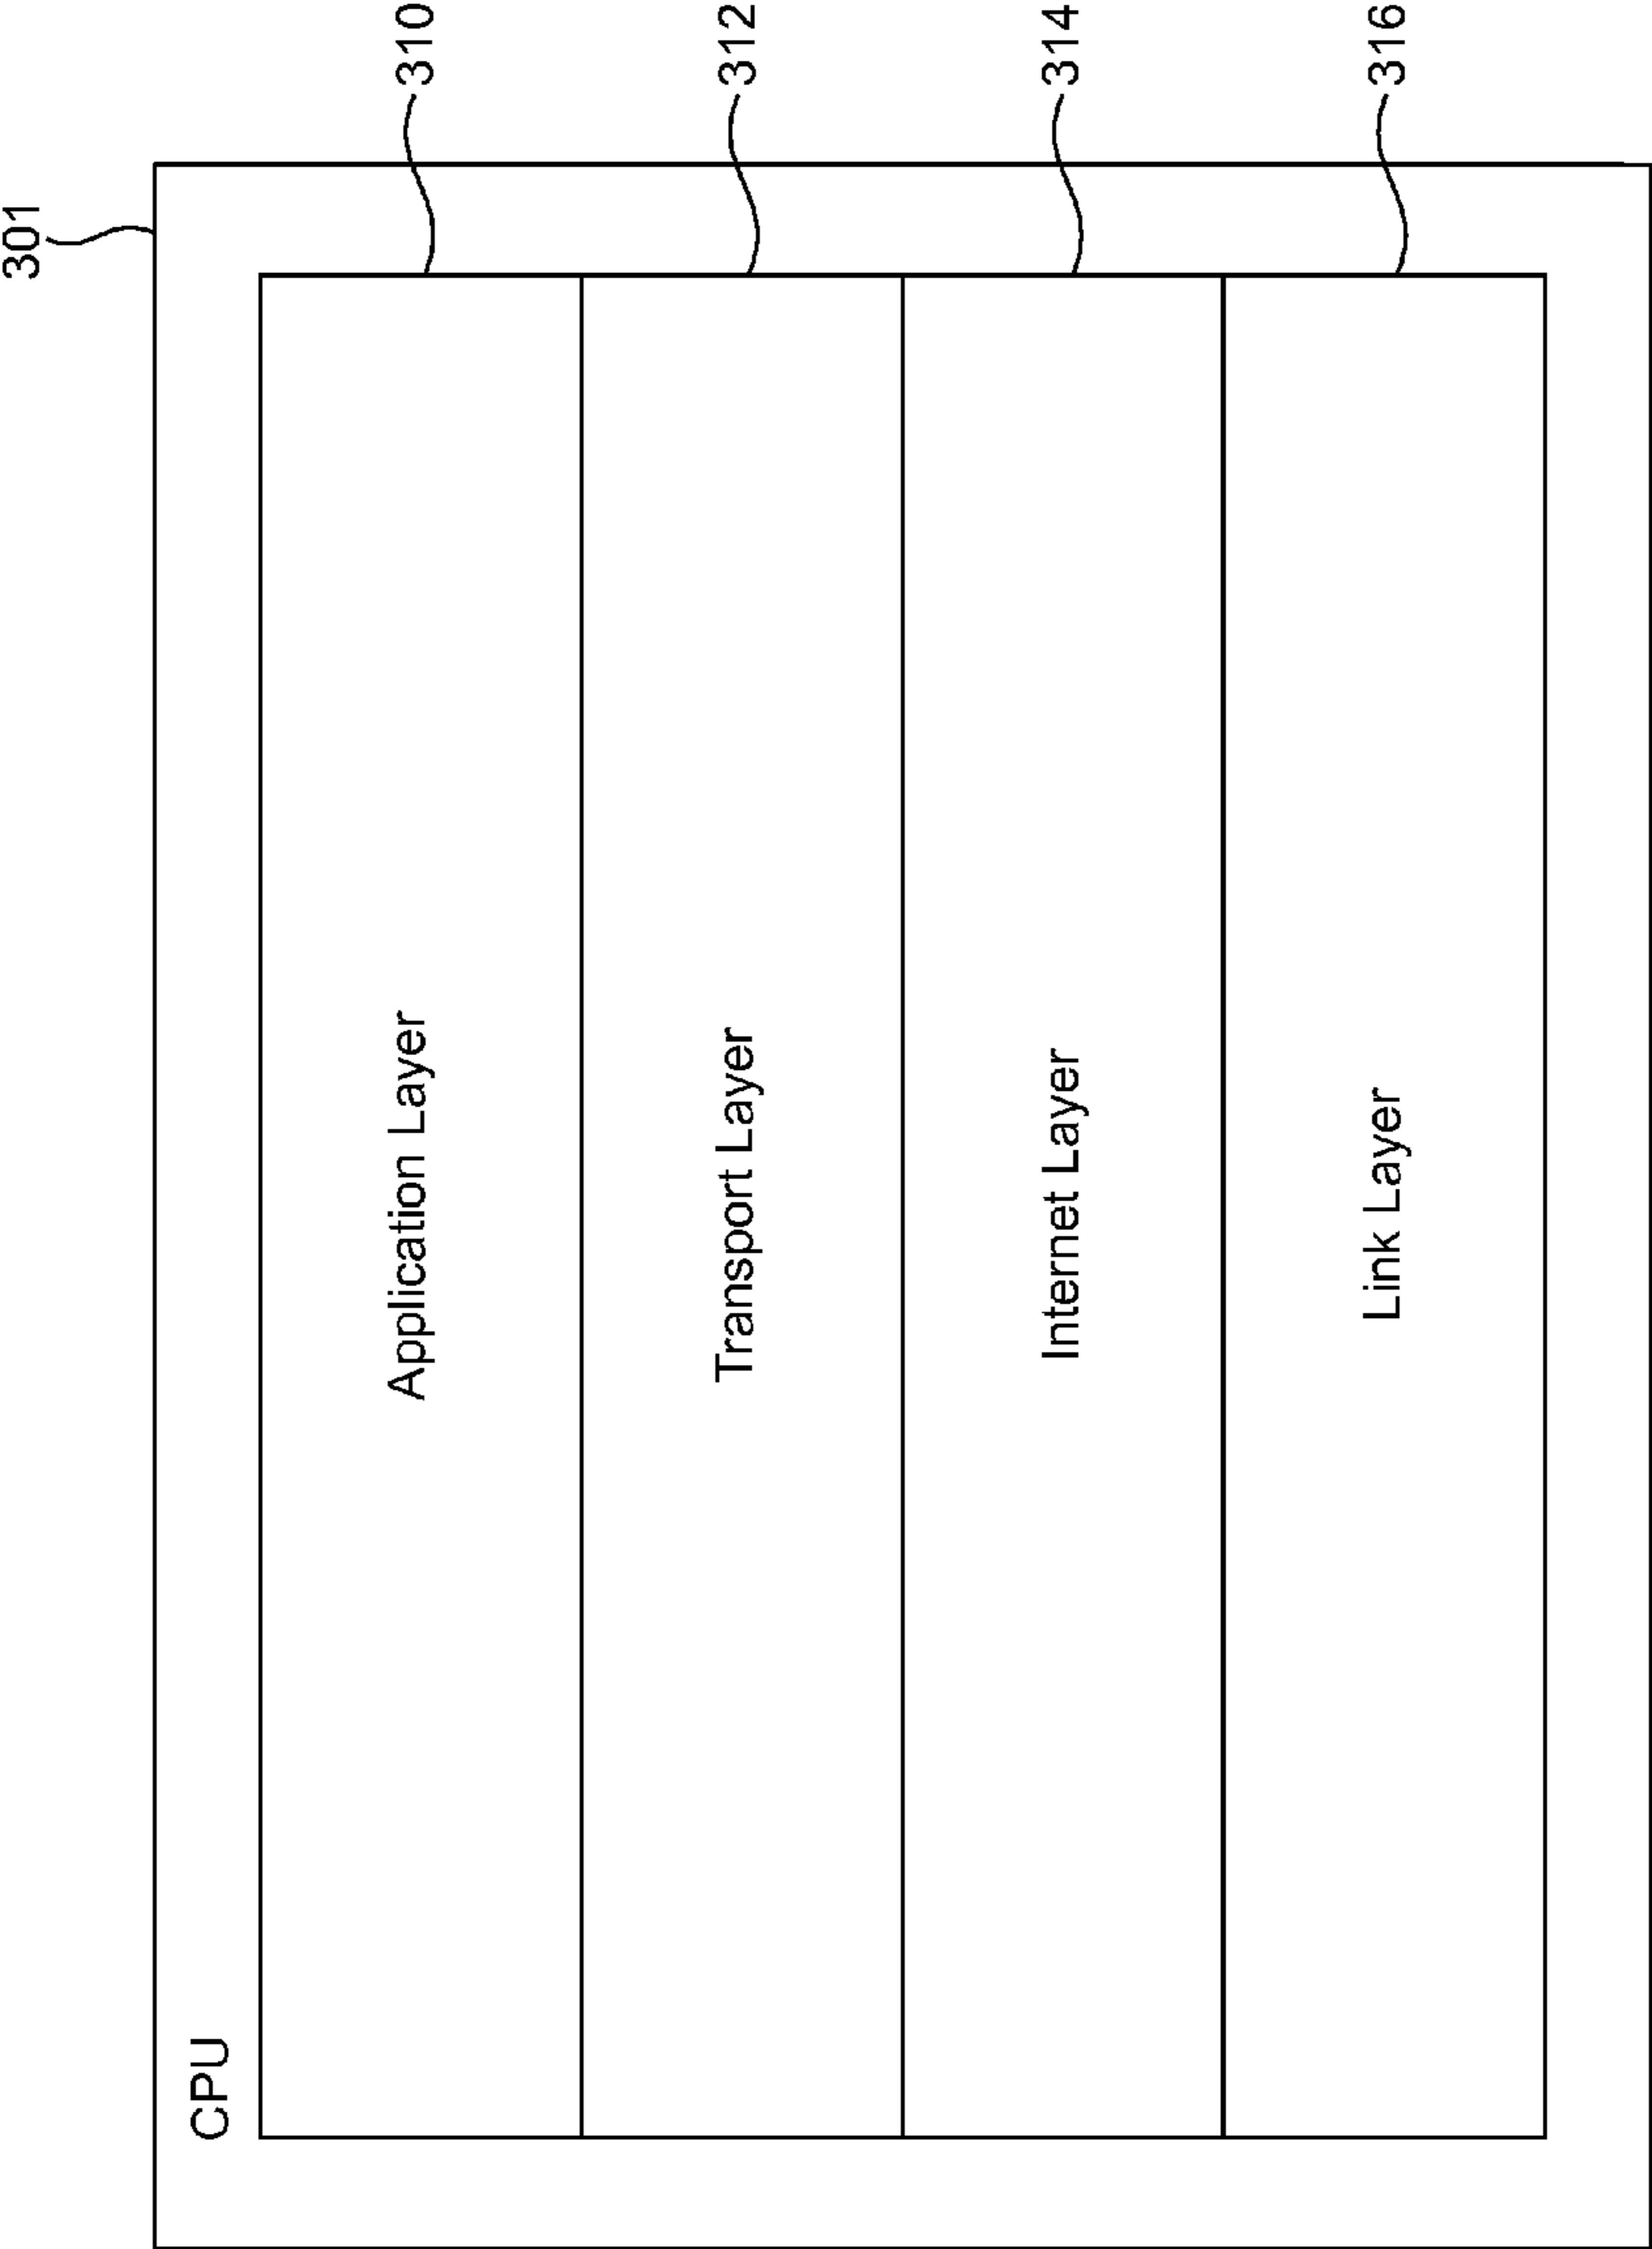 301
CPU
Application Layer
310
Transport Layer
312
Internet Layer
314
Link Layer
316